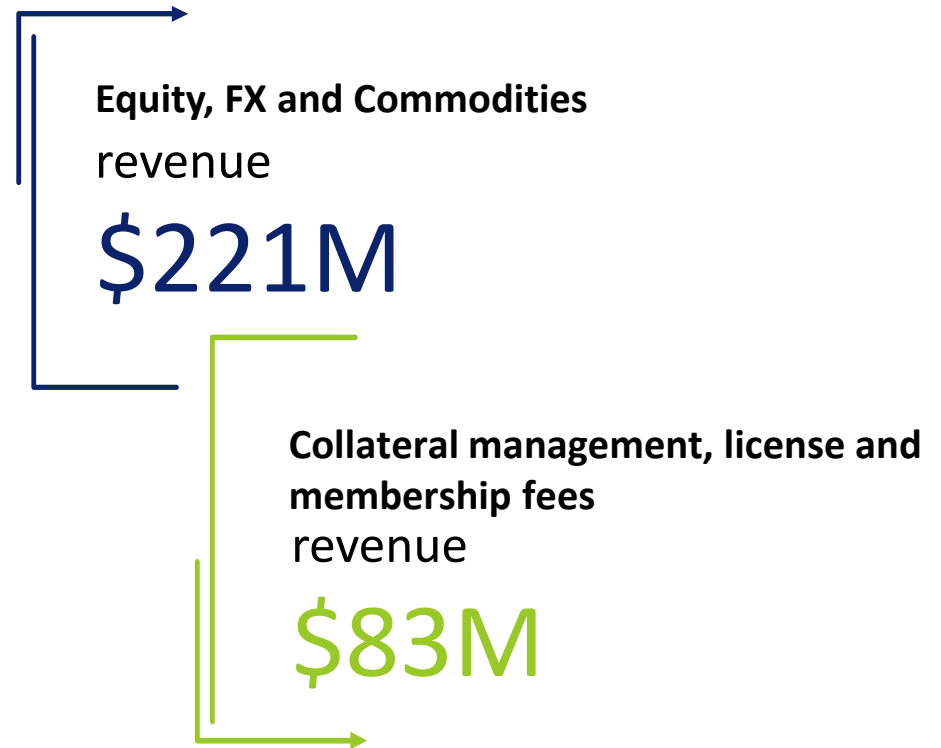 Equity, FX and Commodities
revenue
$221M
Collateral management, license and
membership fees
revenue
$83M